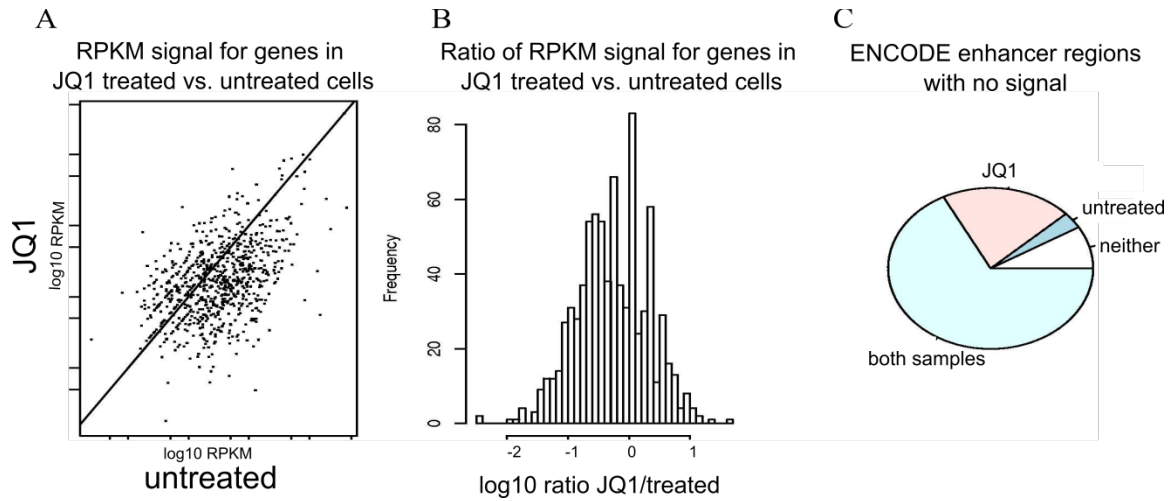 A
RPKM signal for genes in
JQ1 treated vs. untreated cells
JQ1
log10 RPKM
log10 RPKM
untreated
B
Ratio of RPKM signal for genes in
JQ1 treated vs. untreated cells
Frequency
80
60
40
20
0
-2 -1 0 1
log10 ratio JQ1/treated
C
ENCODE enhancer regions
with no signal
JQ1
untreated
neither
both samples